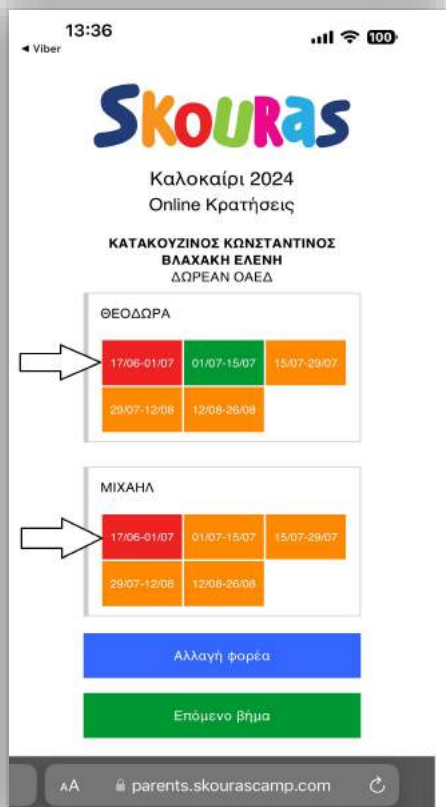 13:36
100
◀ Viber
SKOURAS
Καλοκαίρι 2024
Online Κρατήσεις
ΚΑΤΑΚΟΥΖΙΝΟΣ ΚΩΝΣΤΑΝΤΙΝΟΣ
ΒΛΑΧΑΚΗ ΕΛΕΝΗ
ΔΩΡΕΑΝ ΟΑΕΔ
ΘΕΟΔΩΡΑ
17/06-01/07 01/07-15/07 15/07-29/07
29/07-12/08 12/08-26/08
ΜΙΧΑΗΛ
17/06-01/07 01/07-15/07 15/07-29/07
29/07-12/08 12/08-26/08
Αλλαγή φορέα
Επόμενο βήμα
AA parents.skourascamp.com